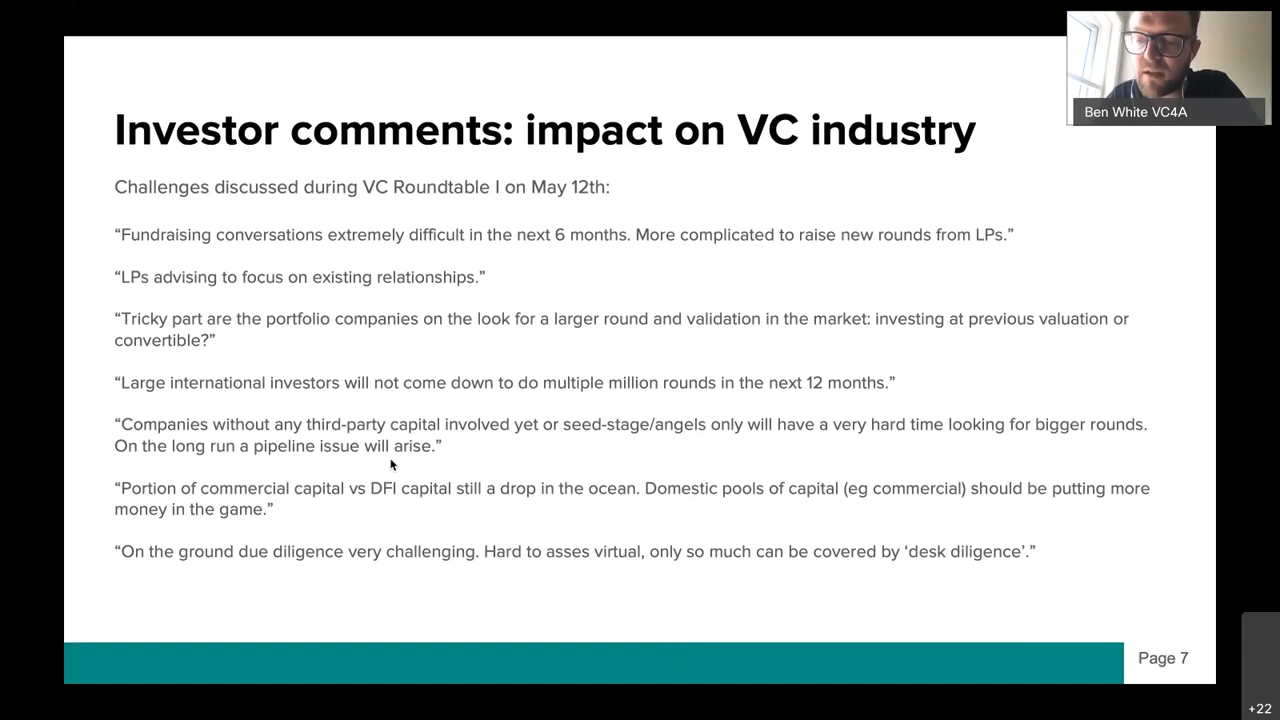 Ben White VC4A
Investor comments: impact on VC industry
Challenges discussed during VC Roundtable I on May 12th:
“Fundraising conversations extremely difficult in the next 6 months. More complicated to raise new rounds from LPs.”
“LPs advising to focus on existing relationships.”
“Tricky part are the portfolio companies on the look for a larger round and validation in the market: investing at previous valuation or
convertible?”
“Large international investors will not come down to do multiple million rounds in the next 12 months.”
“Companies without any third-party capital involved yet or seed-stage/angels only will have a very hard time looking for bigger rounds.
On the long run a pipeline issue will arise.”
“Portion of commercial capital vs DFI capital still a drop in the ocean. Domestic pools of capital (eg commercial) should be putting more
money in the game.”
“On the ground due diligence very challenging. Hard to asses virtual, only so much can be covered by ‘desk diligence’.”
Page 7
+22